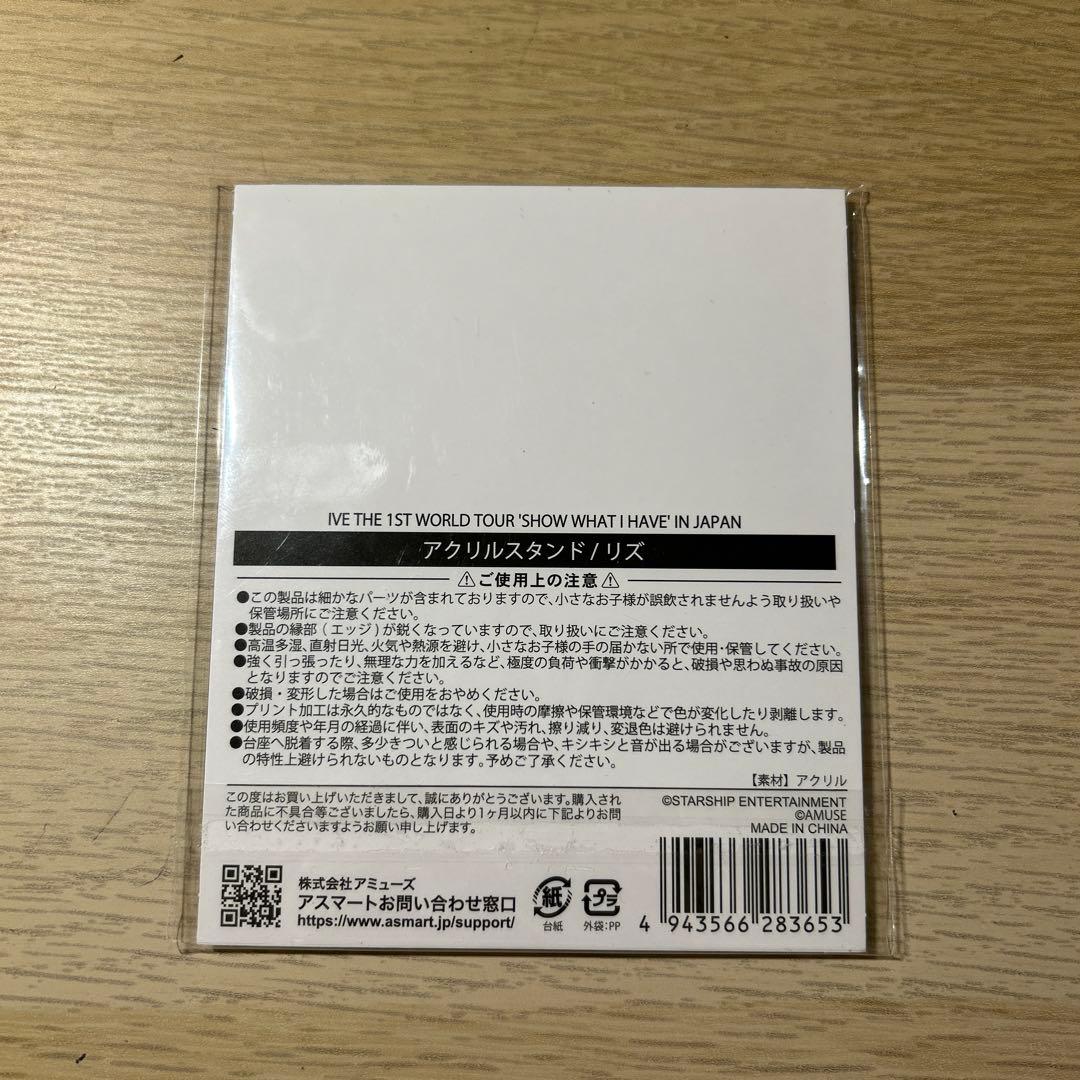 IVE THE 1ST WORLD TOUR 'SHOW WHAT I HAVE' IN JAPAN
アクリルスタンド / リズ
⚠ご使用上の注意⚠
●この製品は細かなパーツが含まれておりますので、小さなお子様が誤飲されませんよう取り扱いや
保管場所にご注意ください。
●製品の縁部 ( エッジ ) が鋭くなっていますので、取り扱いにご注意ください。
●高温多湿、直射日光、火気や熱源を避け、小さなお子様の手の届かない所で使用・保管してください。
●強く引っ張ったり、無理な力を加えるなど、極度の負荷や衝撃がかかると、破損や思わぬ事故の原因
となりますのでご注意ください。
●破損・変形した場合はご使用をおやめください。
●プリント加工は永久的なものではなく、使用時の摩擦や保管環境などで色が変化したり剥離します。
●使用頻度や年月の経過に伴い、表面のキズや汚れ、擦り減り、変退色は避けられません。
●台座へ脱着する際、多少きついと感じられる場合や、キシキシと音が出る場合がございますが、製品
の特性上避けられないものとなります。予めご了承ください。
【素材】アクリル
この度はお買い上げいただきまして、誠にありがとうございます。購入され
た商品に不具合等ございましたら、購入日より1ヶ月以内に下記よりお問
い合わせくださいますようお願い申し上げます。
©STARSHIP ENTERTAINMENT
©AMUSE
MADE IN CHINA
株式会社アミューズ
アスマートお問い合わせ窓口
https://www.asmart.jp/support/
紙
台紙
プラ
外袋:PP
4 943566 283653